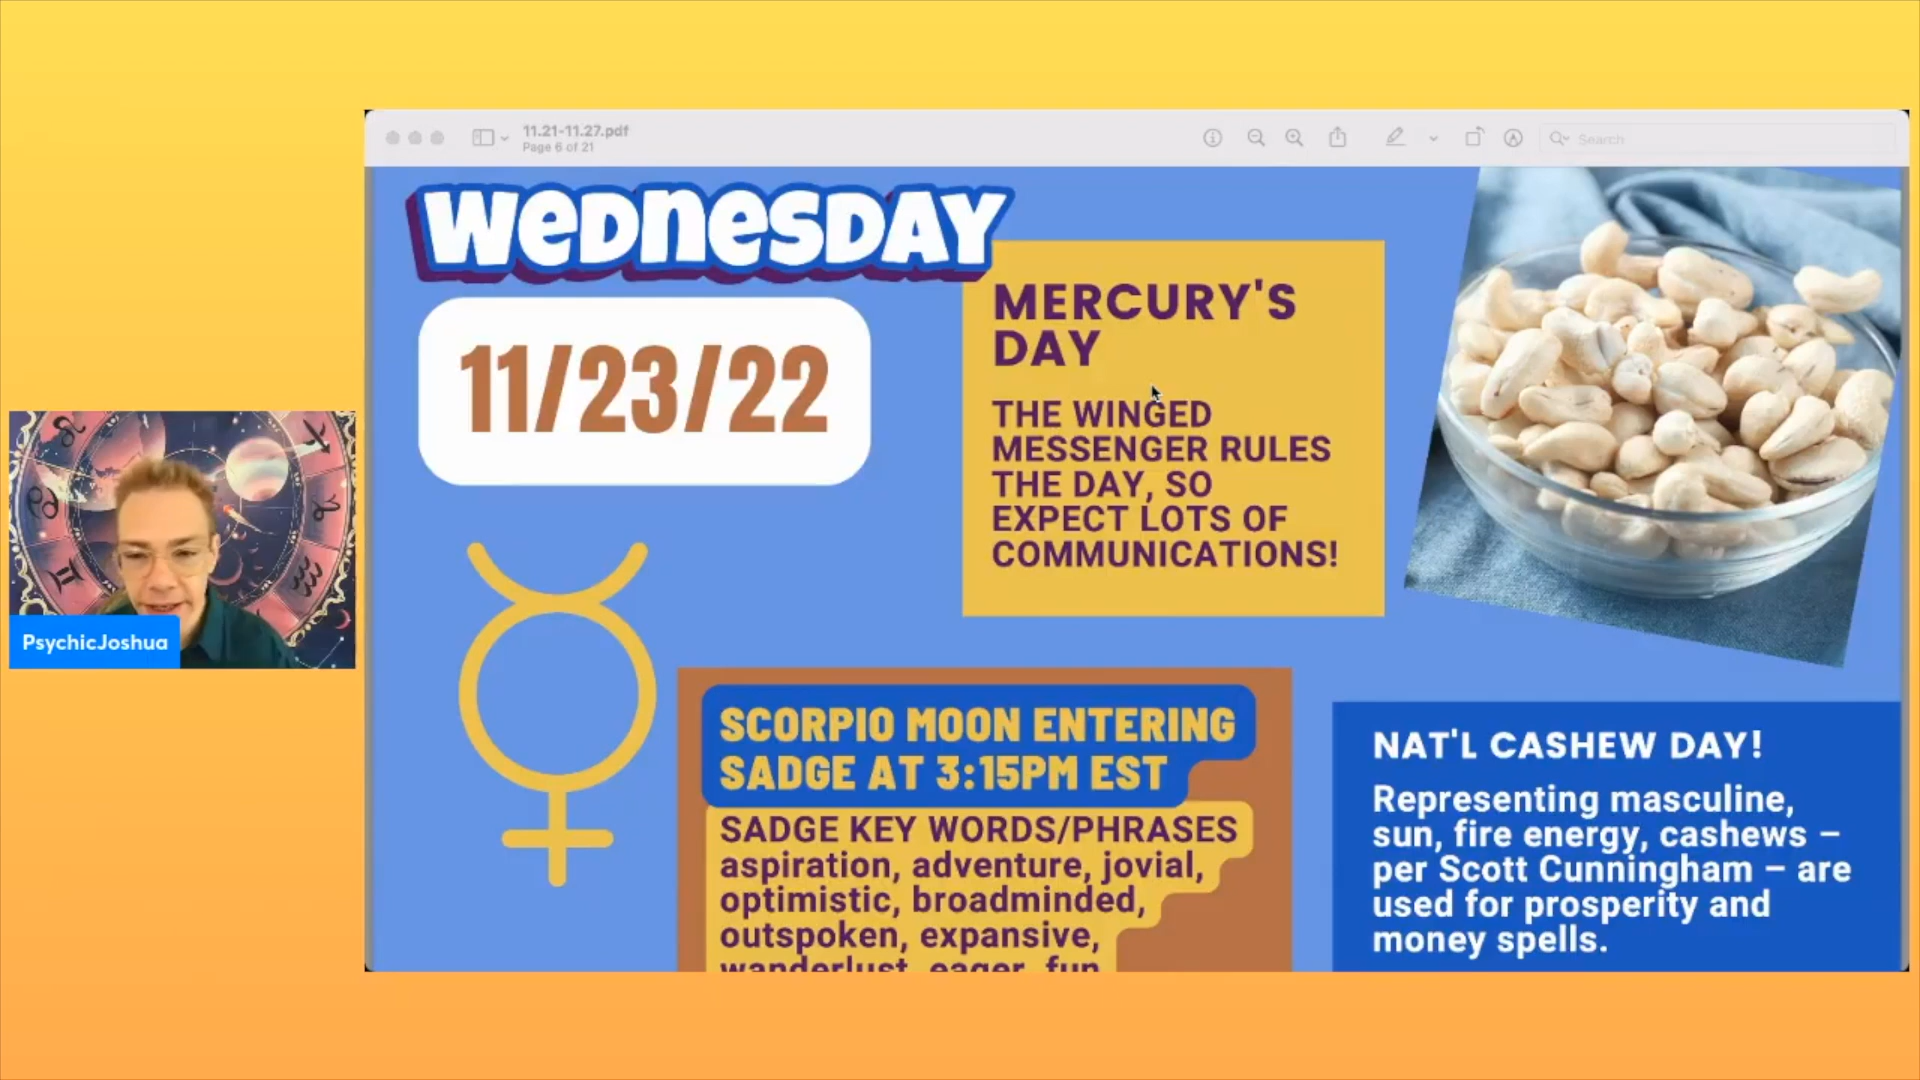 11.21-11.27.pdf
Page 6 of 21
Search
WEDNESDAY
11/23/22
MERCURY'S
DAY
THE WINGED
MESSENGER RULES
THE DAY, SO
EXPECT LOTS OF
COMMUNICATIONS!
PsychicJoshua
SCORPIO MOON ENTERING
SADGE AT 3:15PM EST
SADGE KEY WORDS/PHRASES
aspiration, adventure, jovial,
optimistic, broadminded,
outspoken, expansive,
wanderlust, eager, fun
NAT'L CASHEW DAY!
Representing masculine,
sun, fire energy, cashews –
per Scott Cunningham – are
used for prosperity and
money spells.